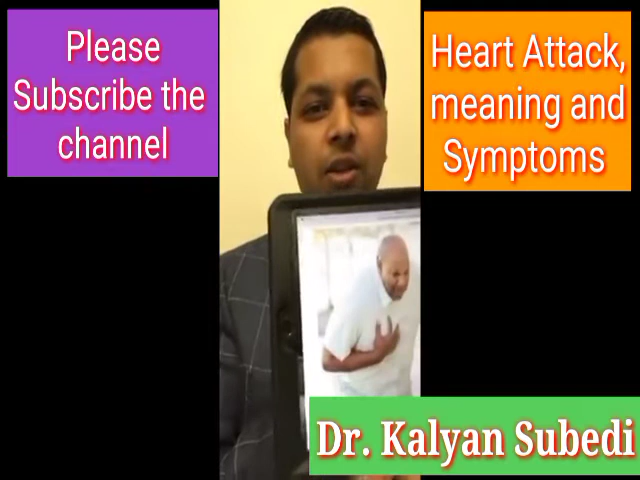 Please
Subscribe the
channel
Heart Attack,
meaning and
Symptoms
Dr. Kalyan Subedi